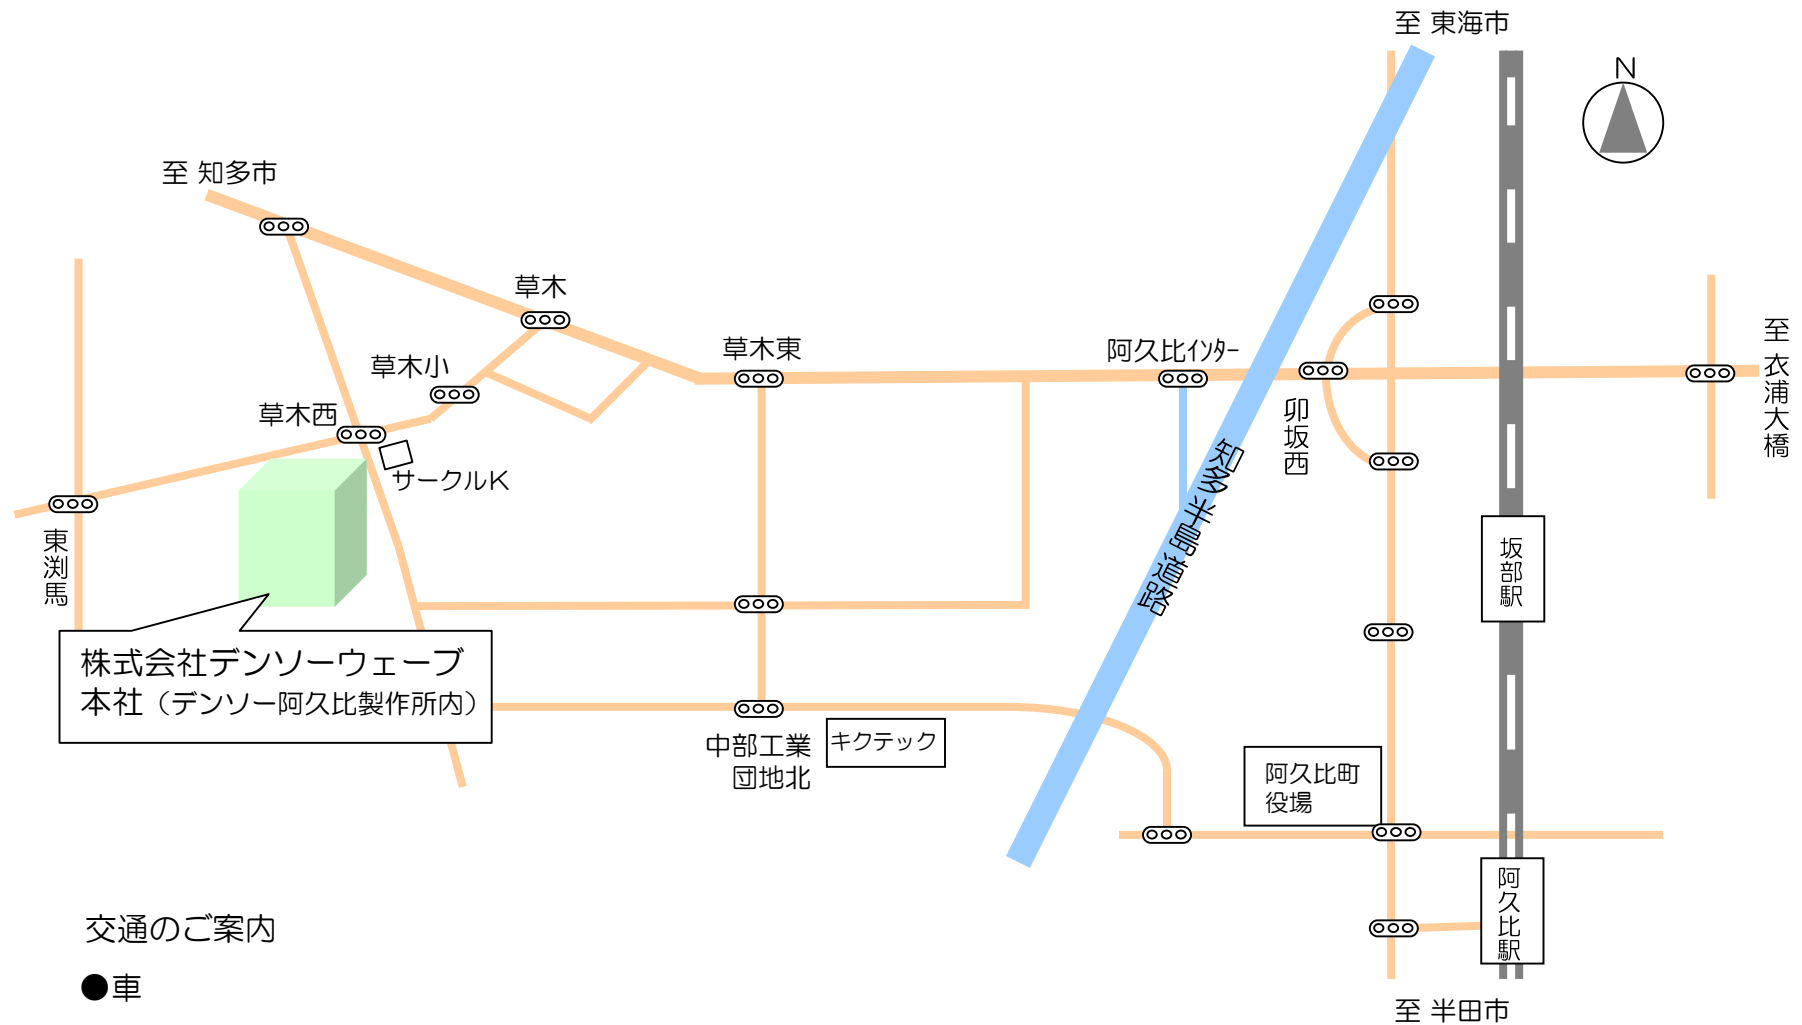 至 東海市
N
至 知多市
草木
草木東
阿久比ｲﾝﾀｰ
至 衣浦大橋
草木小
草木西
卯坂西
サークルK
知多半島道路
東渕馬
坂部駅
株式会社デンソーウェーブ
本社（デンソー阿久比製作所内）
中部工業
団地北
キクテック
阿久比町
役場
阿久比駅
交通のご案内
●車
至 半田市